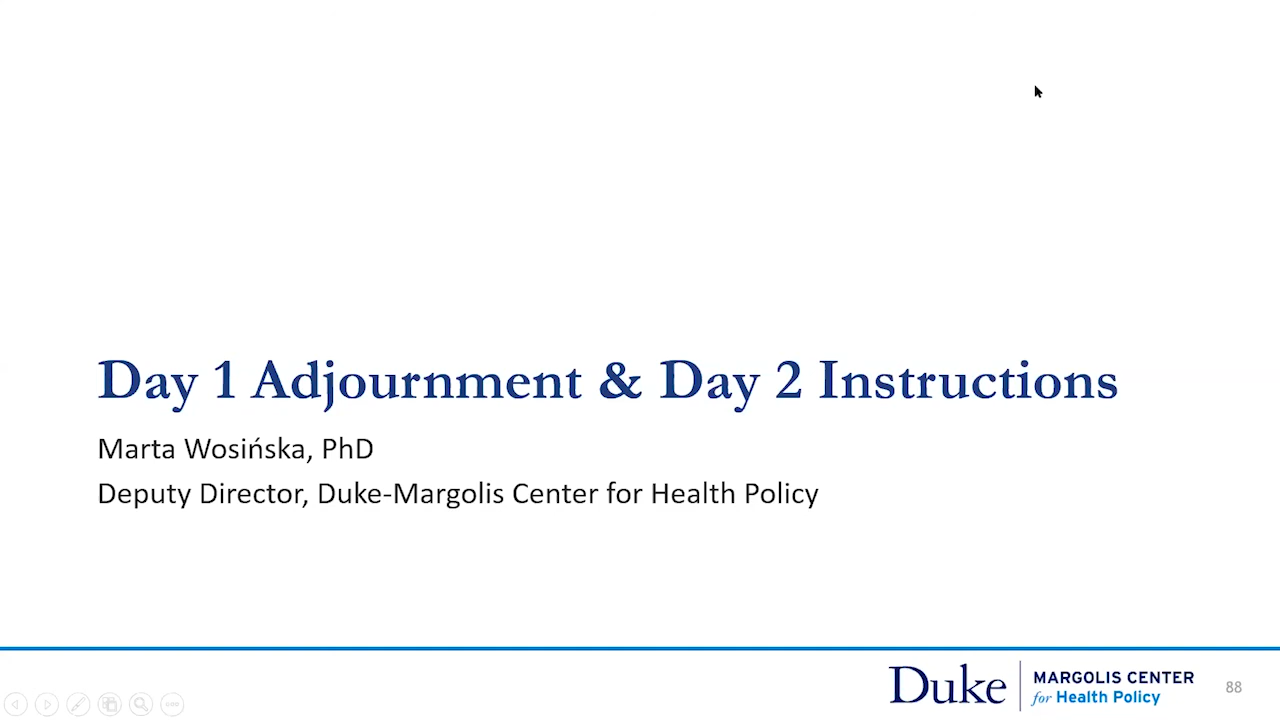 Day 1 Adjournment & Day 2 Instructions
Marta Wosińska, PhD
Deputy Director, Duke-Margolis Center for Health Policy
Duke
MARGOLIS CENTER
for Health Policy
88